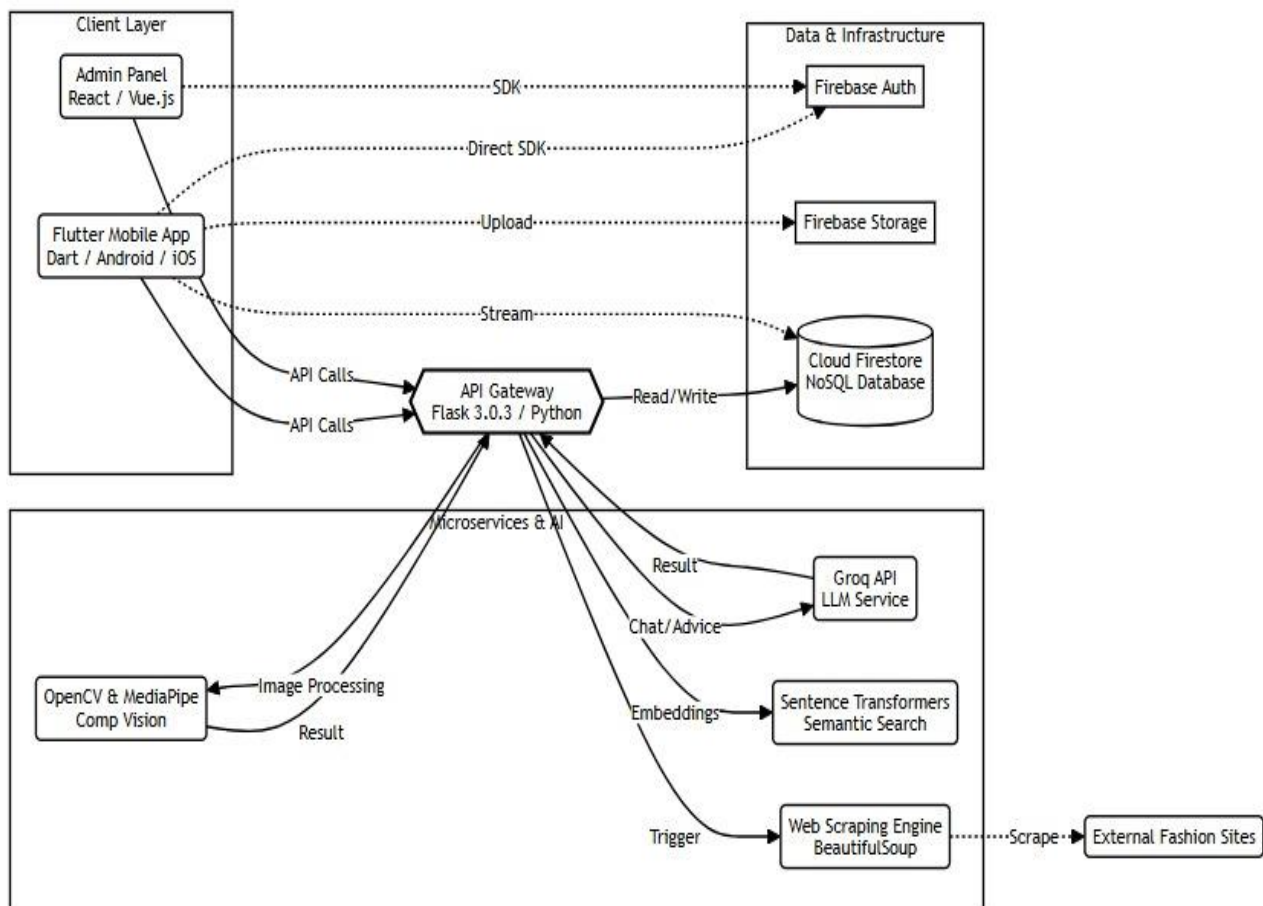 Client Layer
Admin Panel
React / Vue.js
Flutter Mobile App
Dart / Android / iOS
Data & Infrastructure
Firebase Auth
Firebase Storage
Cloud Firestore
NoSQL Database
SDK
Direct SDK
Upload
Stream
API Calls
API Calls
API Gateway
Flask 3.0.3 / Python
Read/Write
Microservices & AI
Result
Groq API
LLM Service
Chat/Advice
Image Processing
OpenCV & MediaPipe
Comp Vision
Result
Embeddings
Sentence Transformers
Semantic Search
Trigger
Web Scraping Engine
BeautifulSoup
Scrape
External Fashion Sites